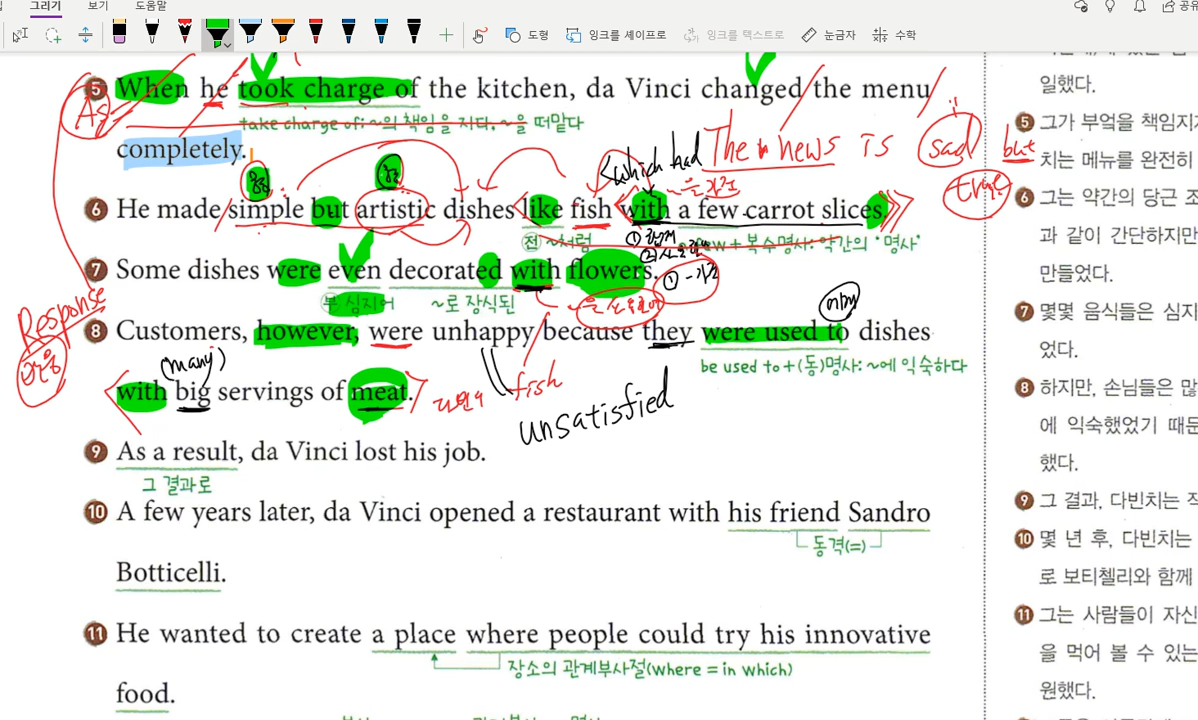 그리기 보기 도움말 공유
도형 잉크를 셰이프로 잉크를 텍스트로 눈금자 수학
일했다.
5 When he took charge of the kitchen, da Vinci changed the menu
5 그가 부엌을 책임지
As
take charge of: ~의 책임을 지다, ~을 떠맡다
completely.
which had The news is sad but
치는 메뉴를 완전히
true
형 형
6 He made simple but artistic dishes like fish with a few carrot slices.
6 그는 약간의 당근 조
전 ~처럼
a few + 복수명사: 약간의 '명사'
과 같이 간단하지만
7 Some dishes were even decorated with flowers.
만들었다.
부 심지어 ~로 장식된
7 몇몇 음식들은 심지
Response
반응
8 Customers, however, were unhappy because they were used to dishes
었다.
be used to+(동)명사: ~에 익숙하다
(many)
8 하지만, 손님들은 많
with big servings of meat.
fish
unsatisfied
에 익숙했었기 때문
했다.
9 As a result, da Vinci lost his job.
그 결과로
9 그 결과, 다빈치는 직
10 A few years later, da Vinci opened a restaurant with his friend Sandro
10 몇 년 후, 다빈치는
동격(=)
로 보티첼리와 함께
Botticelli.
11 He wanted to create a place where people could try his innovative
11 그는 사람들이 자신
장소의 관계부사절(where = in which)
을 먹어 볼 수 있는
food.
원했다.